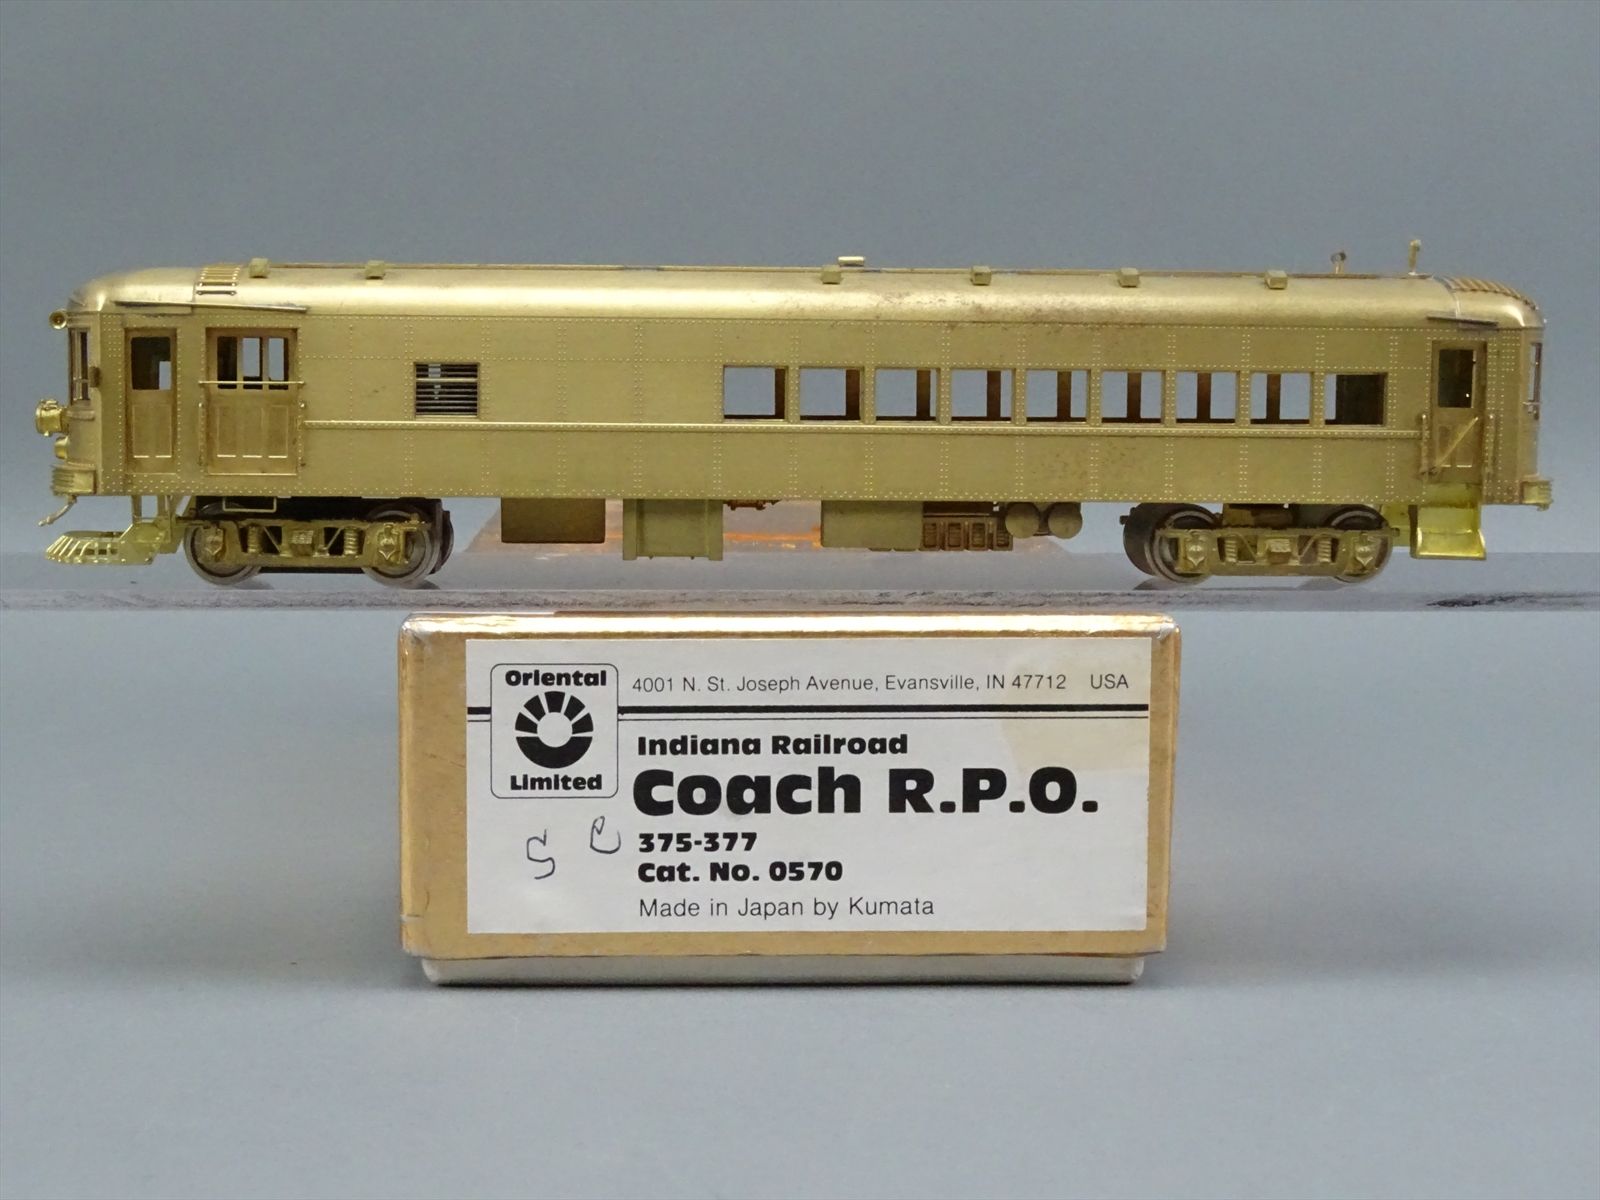 Oriental
Limited
4001 N. St. Joseph Avenue, Evansville, IN 47712 USA
Indiana Railroad
Coach R.P.O.
375-377
Cat. No. 0570
Made in Japan by Kumata